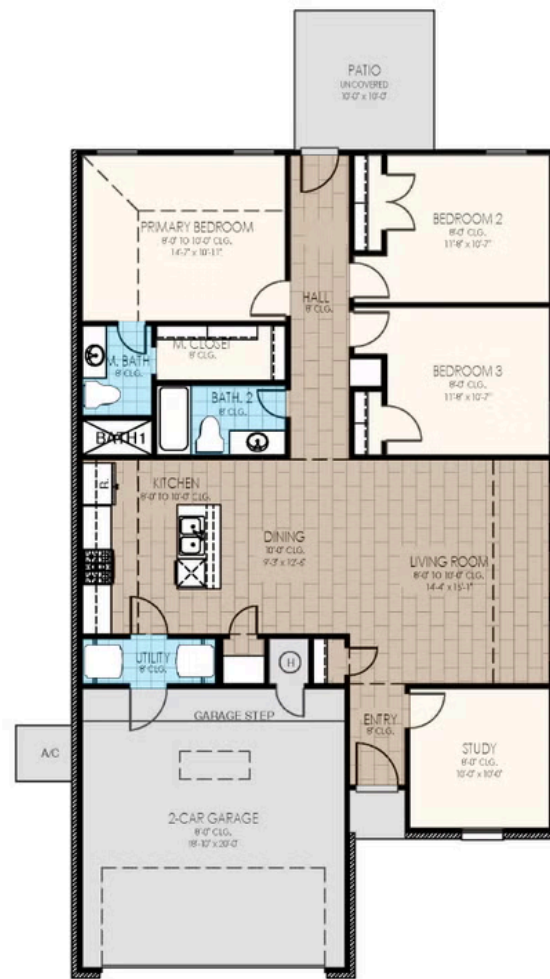 PATIO
UNCOVERED
10'-0" x 10'-0"
PRIMARY BEDROOM
8'-0" TO 10'-0" CLG.
14'-7" x 10'-11"
BEDROOM 2
8'-0" CLG.
11'-8" x 10'-7"
HALL
8' CLG.
M. BATH
8' CLG.
M. CLOSET
8' CLG.
BEDROOM 3
8'-0" CLG.
11'-8" x 10'-7"
BATH. 2
8' CLG.
BATH 1
R.
KITCHEN
8'-0" TO 10'-0" CLG.
DINING
10'-0" CLG.
9'-3" x 12'-6"
LIVING ROOM
8'-0" TO 10'-0" CLG.
14'-4" x 15'-1"
UTILITY
8' CLG.
H
ENTRY
8' CLG.
GARAGE STEP
A/C
STUDY
8'-0" CLG.
10'-0" x 10'-0"
2-CAR GARAGE
8'-0" CLG.
18'-10" x 20'-0"